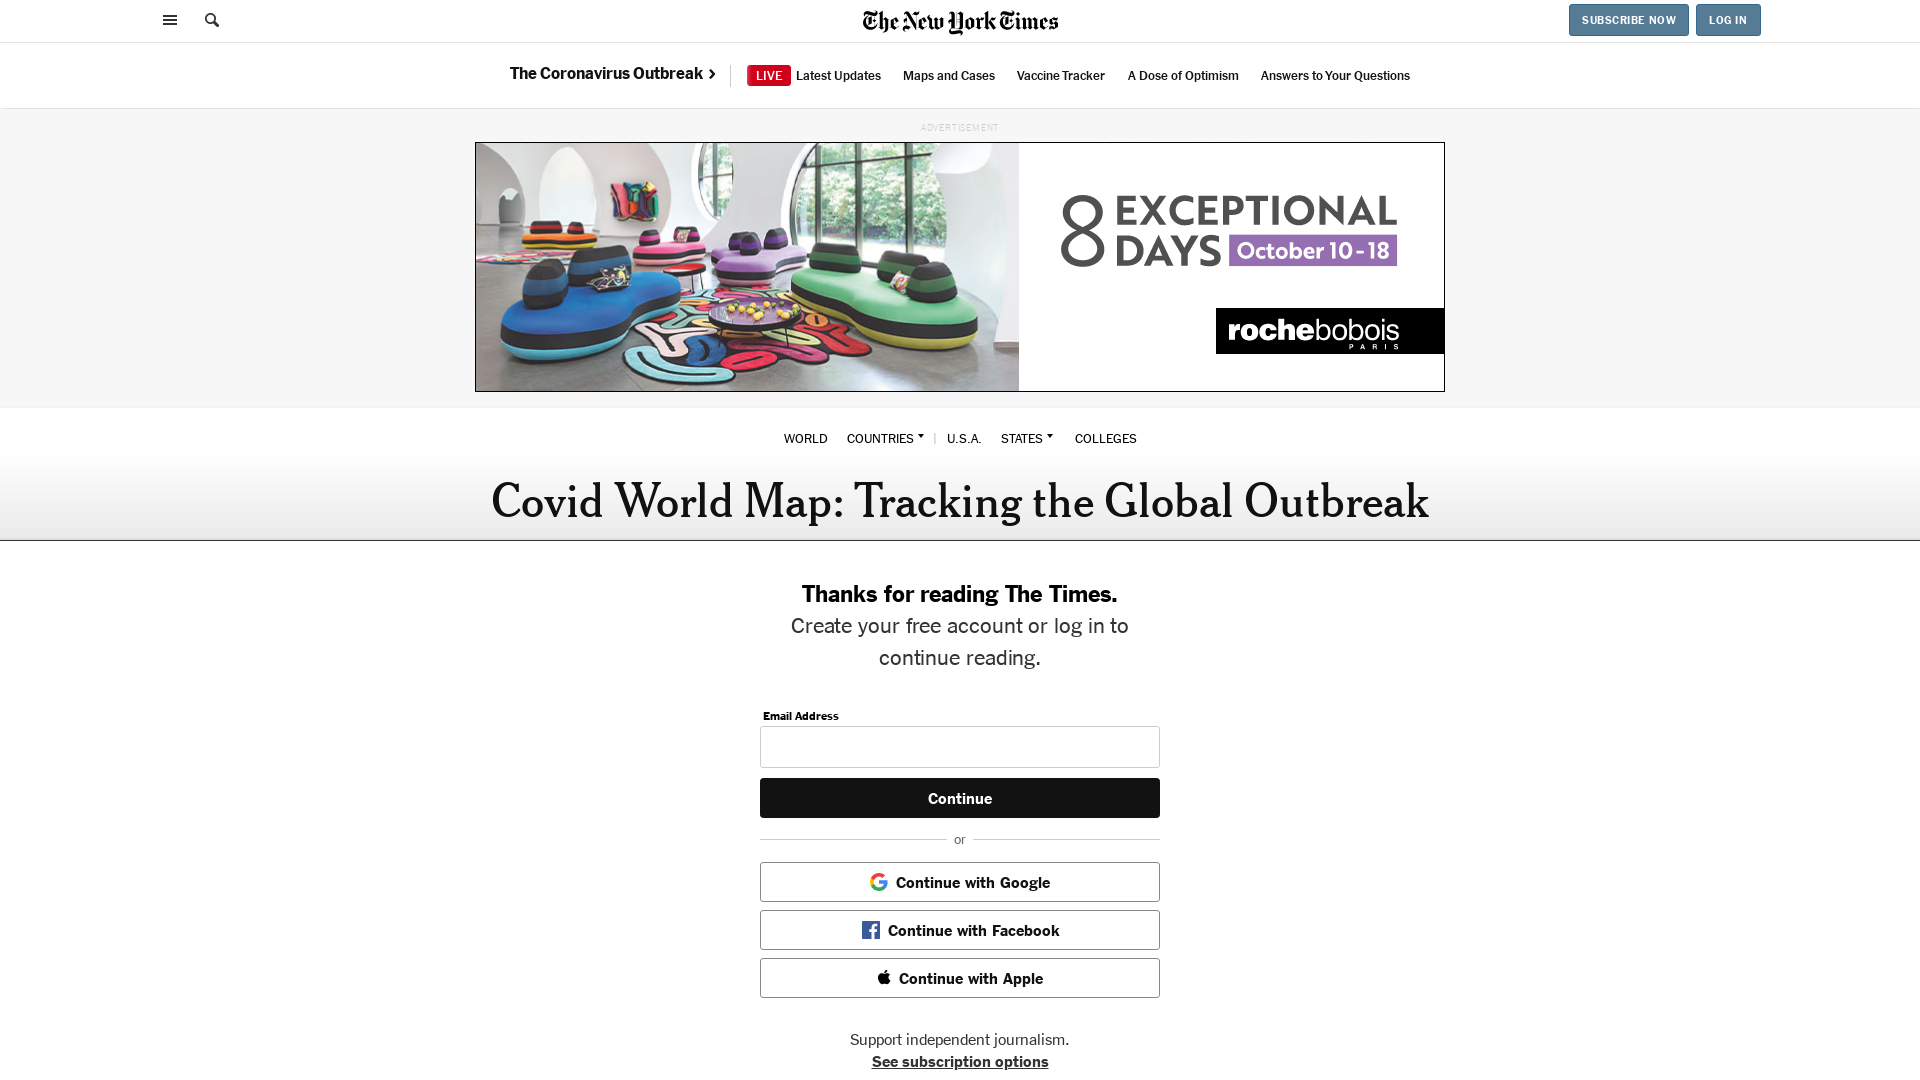 The New York Times
SUBSCRIBE NOW
LOG IN
The Coronavirus Outbreak
LIVE Latest Updates
Maps and Cases
Vaccine Tracker
A Dose of Optimism
Answers to Your Questions
ADVERTISEMENT
8 EXCEPTIONAL
DAYS October 10 - 18
rochebobois
PARIS
WORLD COUNTRIES | U.S.A. STATES COLLEGES
Covid World Map: Tracking the Global Outbreak
Thanks for reading The Times.
Create your free account or log in to
continue reading.
Email Address
Continue
or
Continue with Google
Continue with Facebook
Continue with Apple
Support independent journalism.
See subscription options